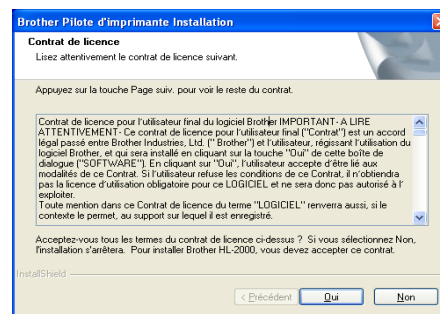 Brother Pilote d'imprimante Installation
Contrat de licence
Lisez attentivement le contrat de licence suivant.
Appuyez sur la touche Page suiv. pour voir le reste du contrat.
Contrat de licence pour l'utilisateur final du logiciel Brother IMPORTANT- A LIRE
ATTENTIVEMENT- Ce contrat de licence pour l'utilisateur final ("Contrat") est un accord
légal passé entre Brother Industries, Ltd. (" Brother") et l'utilisateur, régissant l'utilisation du
logiciel Brother, et qui sera installé en cliquant sur la touche "Oui" de cette boîte de
dialogue ("SOFTWARE"). En cliquant sur "Oui", l'utilisateur accepte d'être lié aux
modalités de ce Contrat. Si l'utilisateur refuse les conditions de ce Contrat, il n'obtiendra
pas la licence d'utilisation obligatoire pour ce LOGICIEL et ne sera donc pas autorisé à l'
exploiter.
Toute mention dans ce Contrat de licence du terme "LOGICIEL" renverra aussi, si le
contexte le permet, au support sur lequel il est enregistré.
Acceptez-vous tous les termes du contrat de licence ci-dessus ? Si vous sélectionnez Non,
l'installation s'arrêtera. Pour installer Brother HL-2000, vous devez accepter ce contrat.
InstallShield
< Précédent
Oui
Non